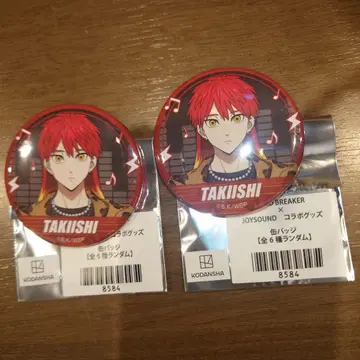 TAKIISHI
©S.K/WBP
コラボグッズ
缶バッジ
【全6種ランダム】
KODANSHA
8584
TAKIISHI
©S.K/WBP
BREAKER
×
JOYSOUND コラボグッズ
缶バッジ
【全6種ランダム】
KODANSHA
8584